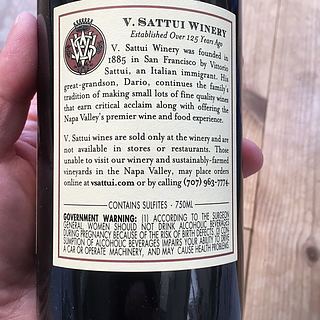 V. SATTUI WINERY
Established Over 125 Years Ago
V. Sattui Winery was founded in
1885 in San Francisco by Vittorio
Sattui, an Italian immigrant. His
great-grandson, Dario, continues the family's
tradition of making small lots of fine quality wines
that earn critical acclaim along with offering the
Napa Valley's premier wine and food experience.
V. Sattui wines are sold only at the winery and are
not available in stores or restaurants. Those
unable to visit our winery and sustainably-farmed
vineyards in the Napa Valley, may place orders
online at vsattui.com or by calling (707) 963-7774.
CONTAINS SULFITES · 750ML
GOVERNMENT WARNING: (1) ACCORDING TO THE SURGEON
GENERAL, WOMEN SHOULD NOT DRINK ALCOHOLIC BEVERAGES
DURING PREGNANCY BECAUSE OF THE RISK OF BIRTH DEFECTS. (2) CON-
SUMPTION OF ALCOHOLIC BEVERAGES IMPAIRS YOUR ABILITY TO DRIVE
A CAR OR OPERATE MACHINERY, AND MAY CAUSE HEALTH PROBLEMS.